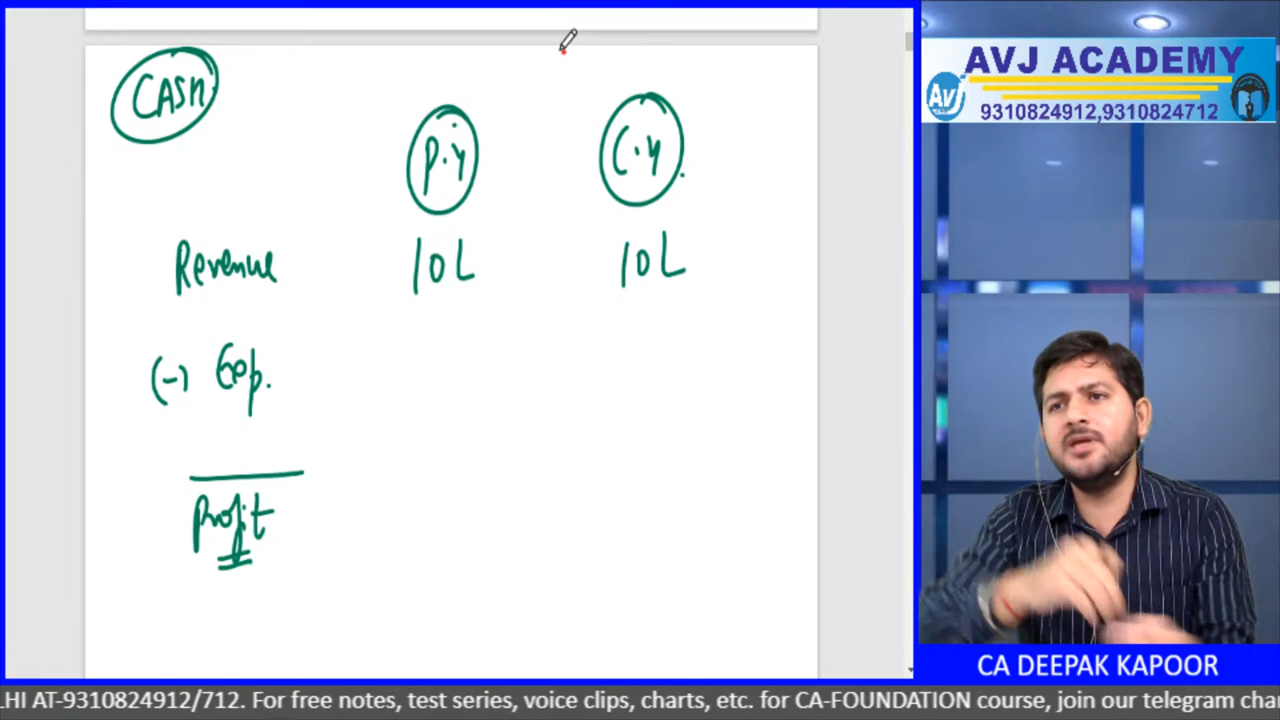 CASH
P.Y
C.Y.
Revenue 10L 10L
(-) Exp.
Profit
AVJ ACADEMY
9310824912,9310824712
CA DEEPAK KAPOOR
LHI AT-9310824912/712. For free notes, test series, voice clips, charts, etc. for CA-FOUNDATION course, join our telegram cha